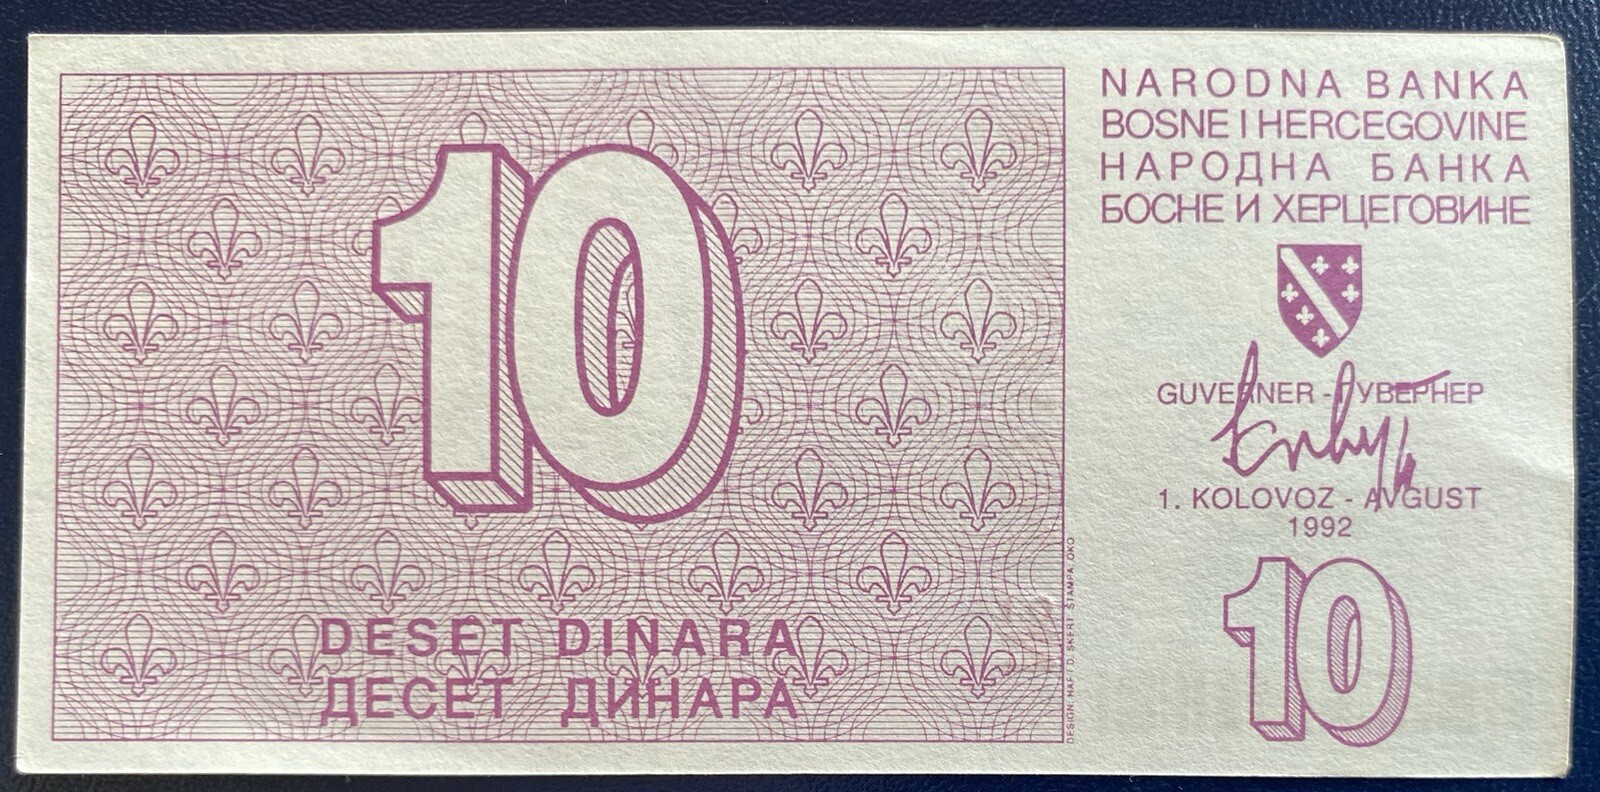 NARODNA BANKA
BOSNE I HERCEGOVINE
НАРОДНА БАНКА
БОСНЕ И ХЕРЦЕГОВИНЕ
10
GUVERNER - ГУВЕРНЕР
1. KOLOVOZ - AVGUST
1992
10
DESET DINARA
ДЕСЕТ ДИНАРА
DESIGN: HAF D. SKERT ŠTAMPA, OKO